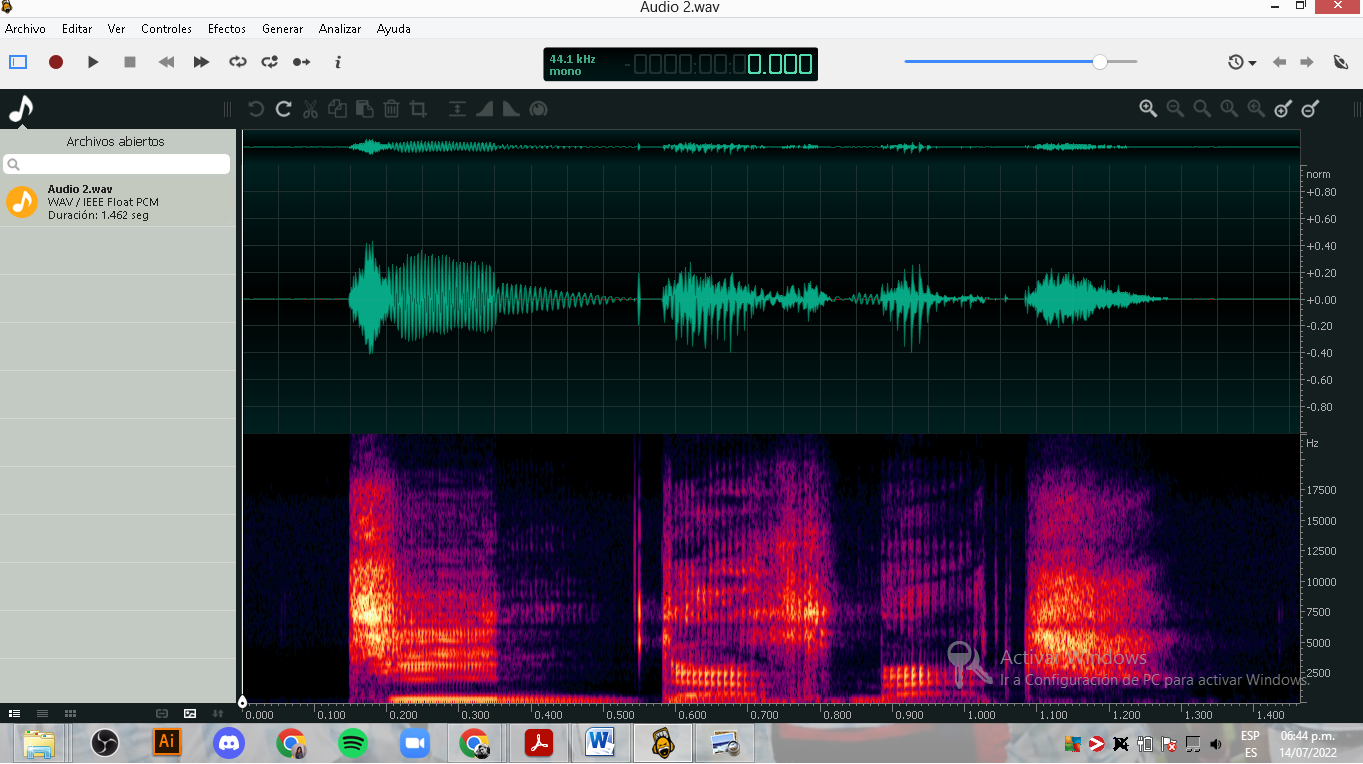 Audio 2.wav
Archivo Editar Ver Controles Efectos Generar Analizar Ayuda
44.1 kHz
mono
-0000:00:00.000
Archivos abiertos
Audio 2.wav
WAV / IEEE Float PCM
Duración: 1.462 seg
norm
+0.80
+0.60
+0.40
+0.20
+0.00
-0.20
-0.40
-0.60
-0.80
Hz
17500
15000
12500
10000
7500
5000
2500
Activar Windows
Ir a Configuración de PC para activar Windows.
0.000 0.100 0.200 0.300 0.400 0.500 0.600 0.700 0.800 0.900 1.000 1.100 1.200 1.300 1.400
Ai
W
ESP
ES
06:44 p.m.
14/07/2022